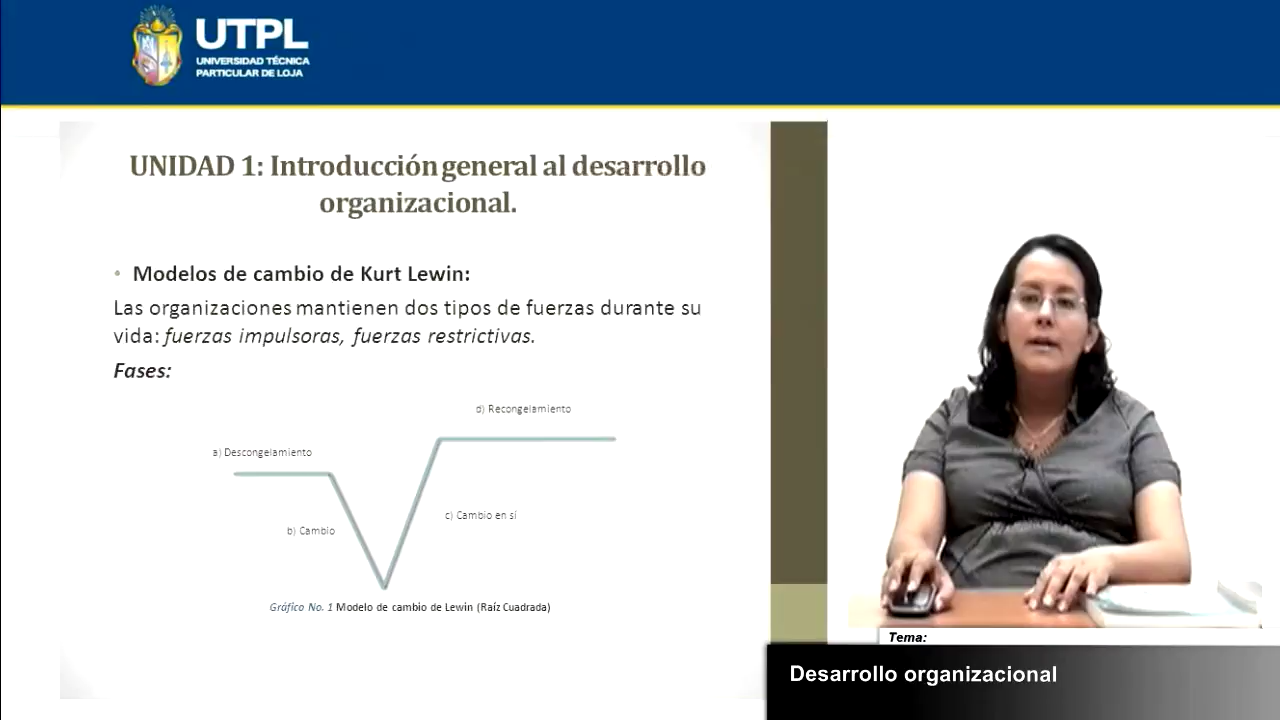 UTPL
UNIVERSIDAD TÉCNICA
PARTICULAR DE LOJA
UNIDAD 1: Introducción general al desarrollo
organizacional.
• Modelos de cambio de Kurt Lewin:
Las organizaciones mantienen dos tipos de fuerzas durante su
vida: fuerzas impulsoras, fuerzas restrictivas.
Fases:
d) Recongelamiento
a) Descongelamiento
c) Cambio en sí
b) Cambio
Gráfico No. 1 Modelo de cambio de Lewin (Raíz Cuadrada)
Tema:
Desarrollo organizacional